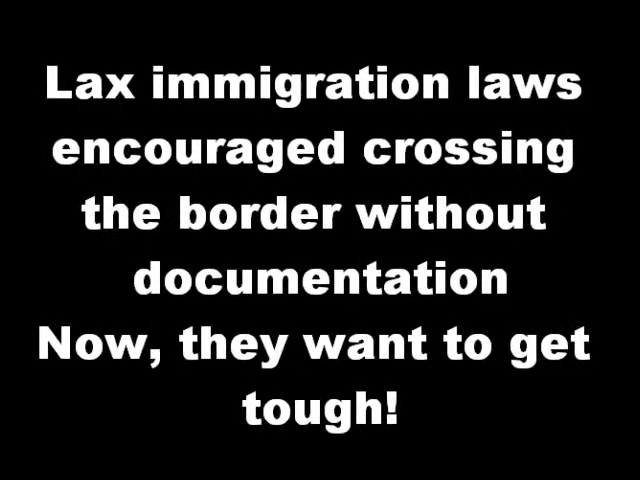 Lax immigration laws
encouraged crossing
the border without
documentation
Now, they want to get
tough!